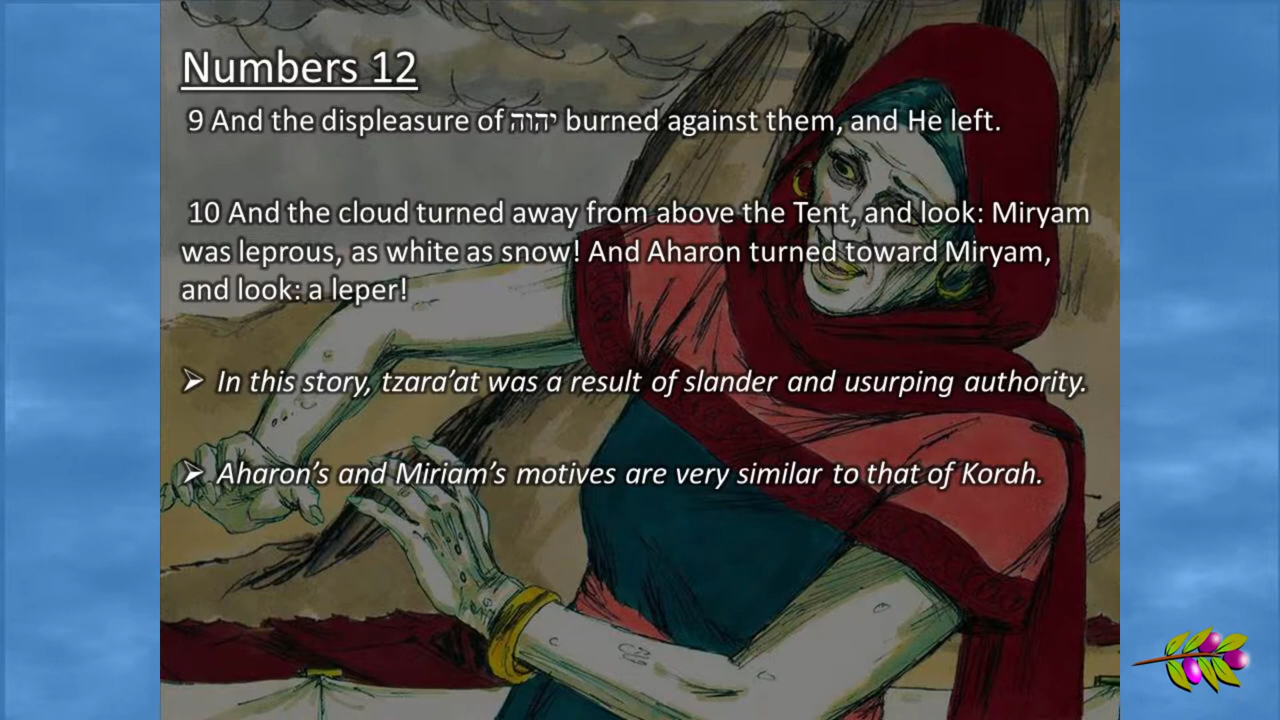 Numbers 12
9 And the displeasure of יהוה burned against them, and He left.
10 And the cloud turned away from above the Tent, and look: Miryam
was leprous, as white as snow! And Aharon turned toward Miryam,
and look: a leper!
➢ In this story, tzara’at was a result of slander and usurping authority.
➢ Aharon’s and Miriam’s motives are very similar to that of Korah.